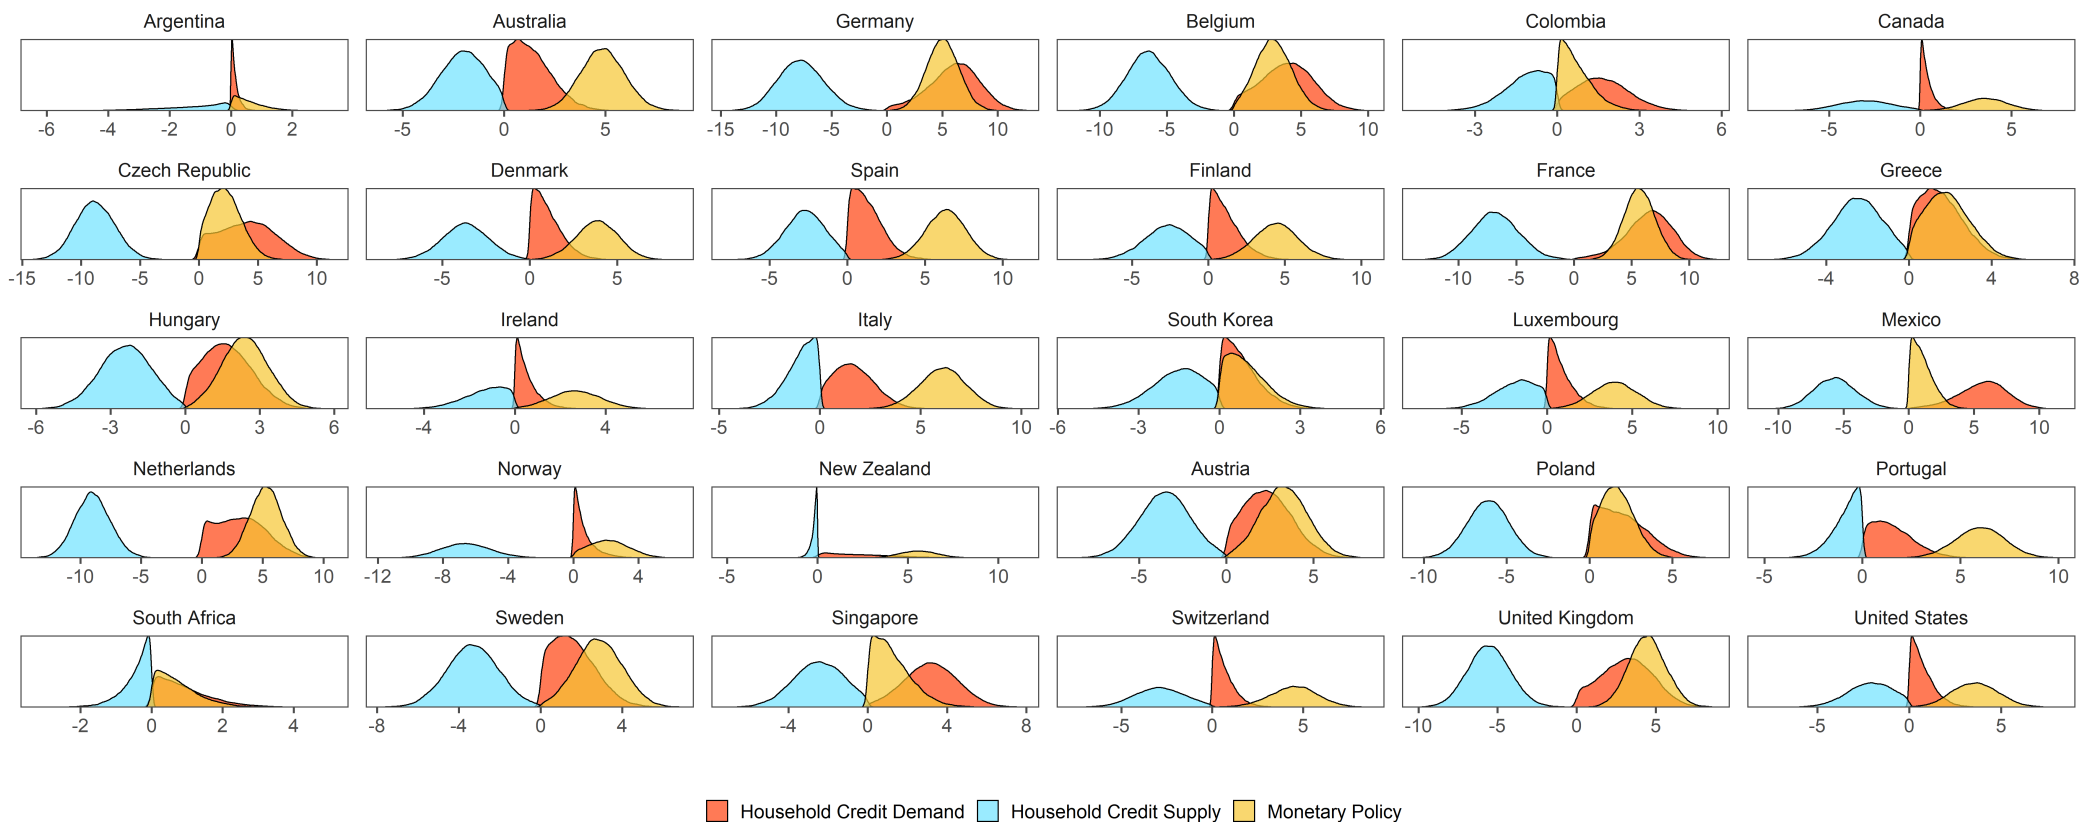 Argentina Australia Germany Belgium Colombia Canada
-6 -4 -2 0 2 -5 0 5 -15 -10 -5 0 5 10 -10 -5 0 5 10 -3 0 3 6 -5 0 5
Czech Republic Denmark Spain Finland France Greece
-15 -10 -5 0 5 10 -5 0 5 -5 0 5 10 -5 0 5 10 -10 -5 0 5 10 -4 0 4 8
Hungary Ireland Italy South Korea Luxembourg Mexico
-6 -3 0 3 6 -4 0 4 -5 0 5 10 -6 -3 0 3 6 -5 0 5 10 -10 -5 0 5 10
Netherlands Norway New Zealand Austria Poland Portugal
-10 -5 0 5 10 -12 -8 -4 0 4 -5 0 5 10 -5 0 5 -10 -5 0 5 -5 0 5 10
South Africa Sweden Singapore Switzerland United Kingdom United States
-2 0 2 4 -8 -4 0 4 -4 0 4 8 -5 0 5 -10 -5 0 5 -5 0 5
Household Credit Demand Household Credit Supply Monetary Policy